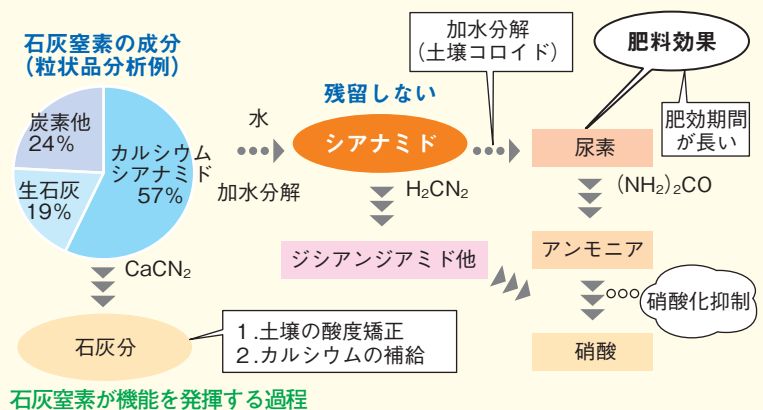 石灰窒素の成分
(粒状品分析例)
炭素他
24%
カルシウム
シアナミド
57%
生石灰
19%
水
加水分解
残留しない
シアナミド
加水分解
(土壌コロイド)
肥料効果
肥効期間
が長い
尿素
H₂CN₂
(NH₂)₂CO
ジシアンジアミド他
アンモニア
CaCN₂
硝酸化抑制
石灰分
1.土壌の酸度矯正
2.カルシウムの補給
硝酸
石灰窒素が機能を発揮する過程